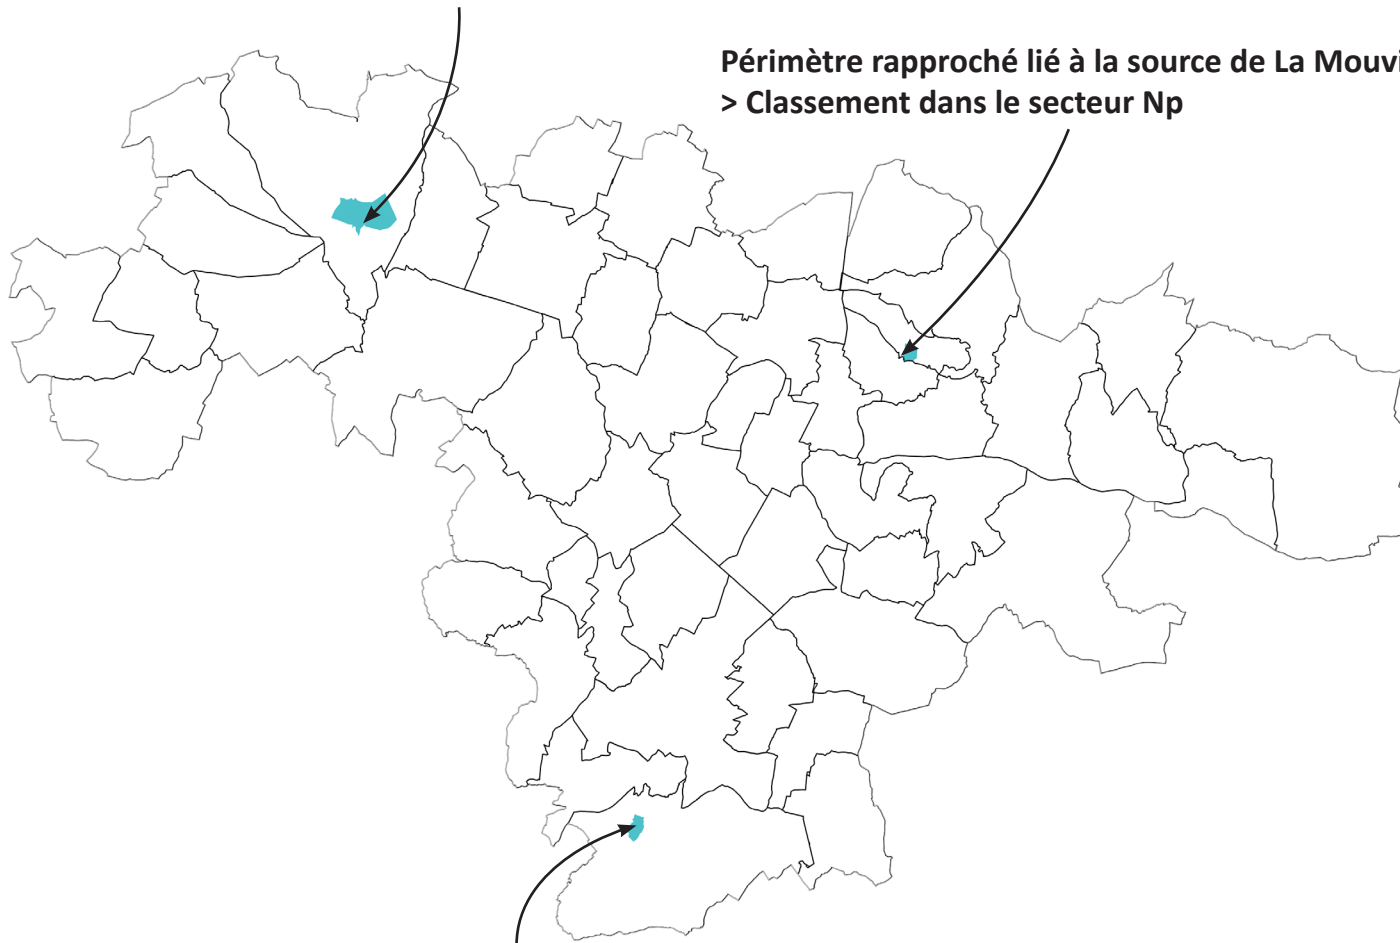 Périmètre rapproché lié à la source de La
> Classement dans le secteur Np